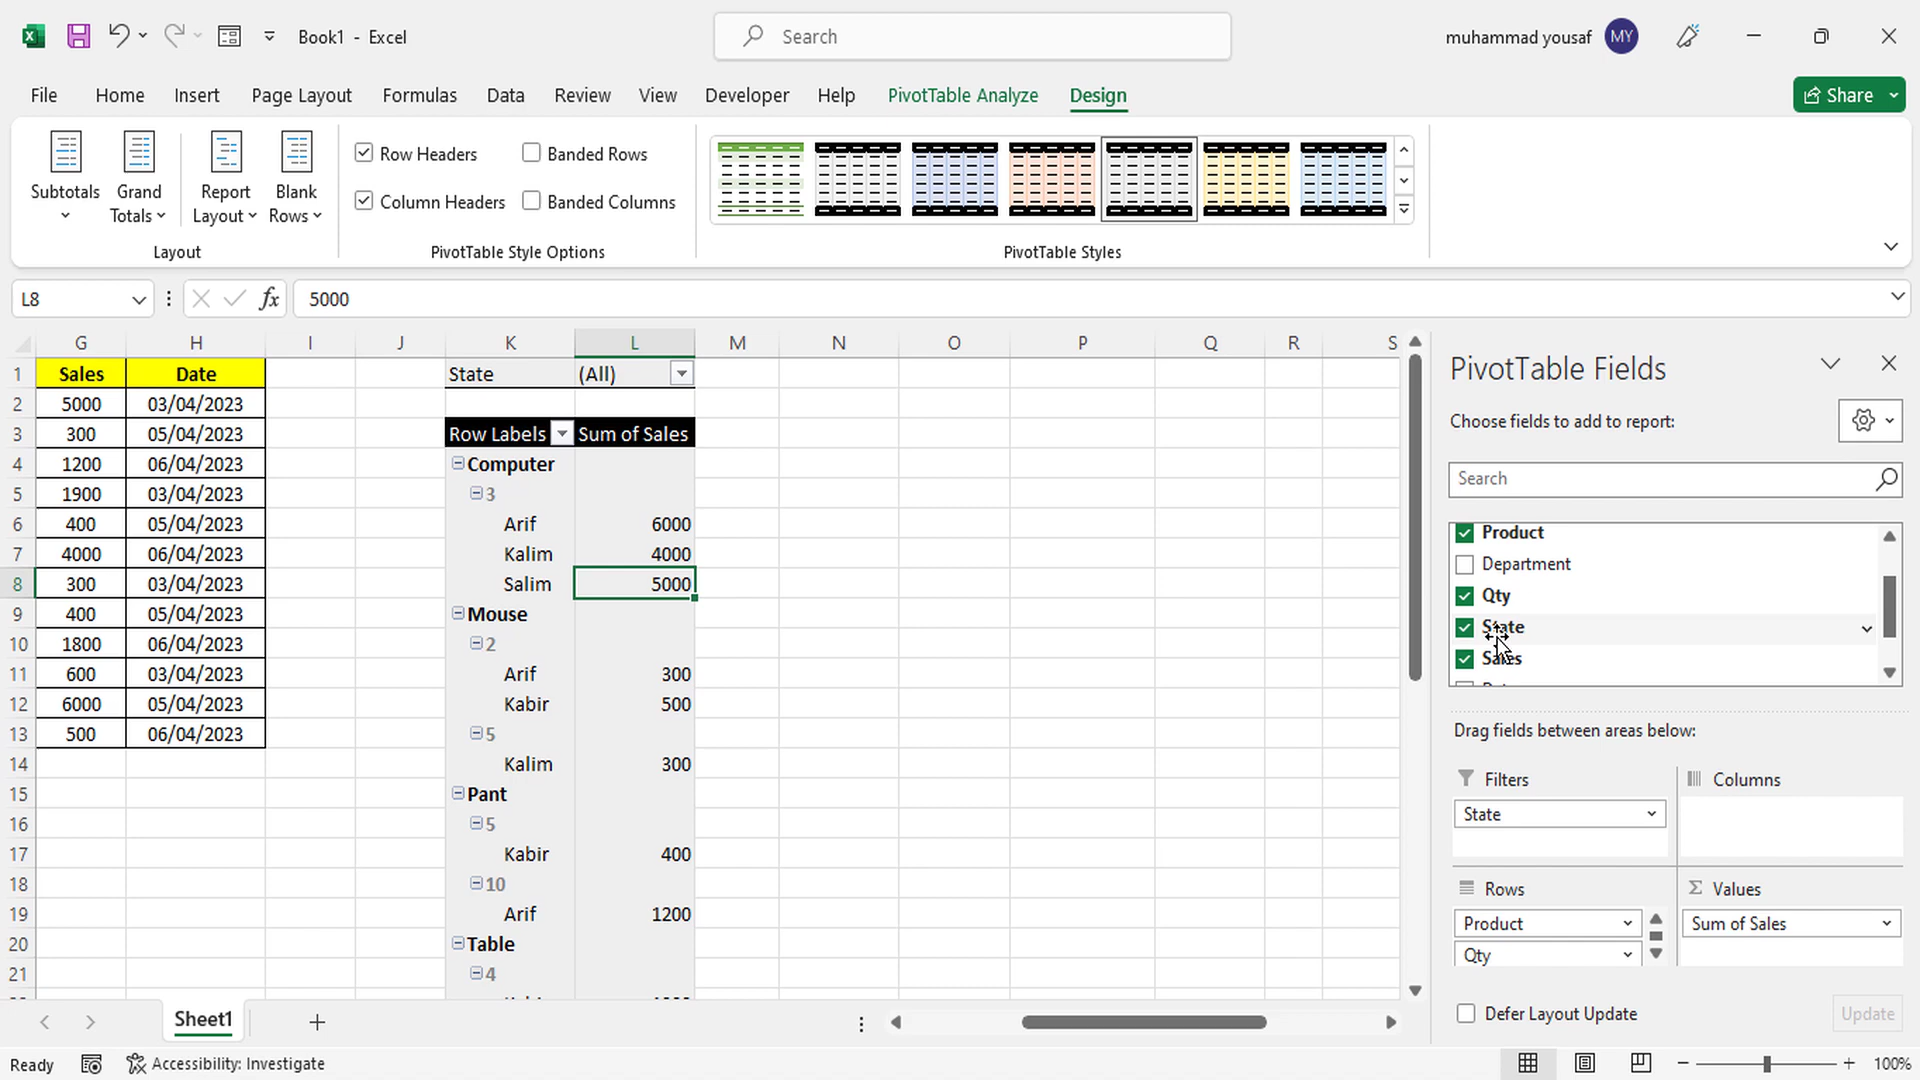 Book1 - Excel
Search
muhammad yousaf
MY
File Home Insert Page Layout Formulas Data Review View Developer Help PivotTable Analyze Design
Share
Subtotals
Grand Totals
Report Layout
Blank Rows
Layout
Row Headers
Banded Rows
Column Headers
Banded Columns
PivotTable Style Options
PivotTable Styles
L8
fx
5000
G H I J K L M N O P Q R S
1 Sales Date State (All)
2 5000 03/04/2023
3 300 05/04/2023 Row Labels Sum of Sales
4 1200 06/04/2023 Computer
5 1900 03/04/2023 3
6 400 05/04/2023 Arif 6000
7 4000 06/04/2023 Kalim 4000
8 300 03/04/2023 Salim 5000
9 400 05/04/2023 Mouse
10 1800 06/04/2023 2
11 600 03/04/2023 Arif 300
12 6000 05/04/2023 Kabir 500
13 500 06/04/2023 5
14 Kalim 300
15 Pant
16 5
17 Kabir 400
18 10
19 Arif 1200
20 Table
21 4
PivotTable Fields
Choose fields to add to report:
Search
Product
Department
Qty
State
Sales
Drag fields between areas below:
Filters
Columns
State
Rows
Values
Product
Sum of Sales
Qty
Defer Layout Update
Update
Sheet1
Ready
Accessibility: Investigate
100%